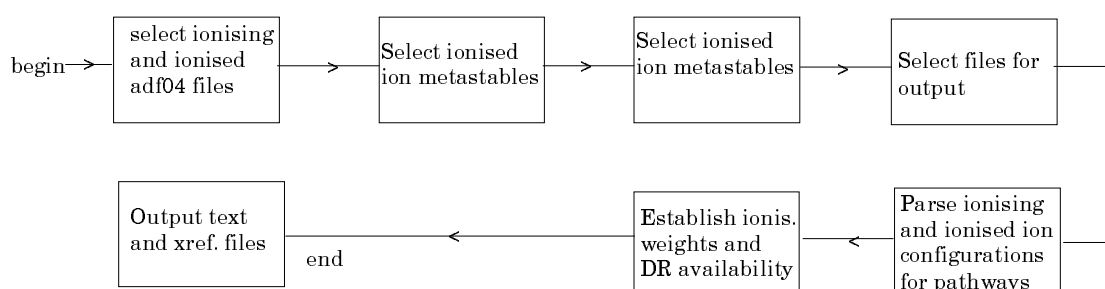 begin
select ionising
and ionised
adf04 files
Select ionised
ion metastables
Select ionised
ion metastables
Select files for
output
Output text
and xref. files
end
Establish ionis.
weights and
DR availability
Parse ionising
and ionised ion
configurations
for pathways